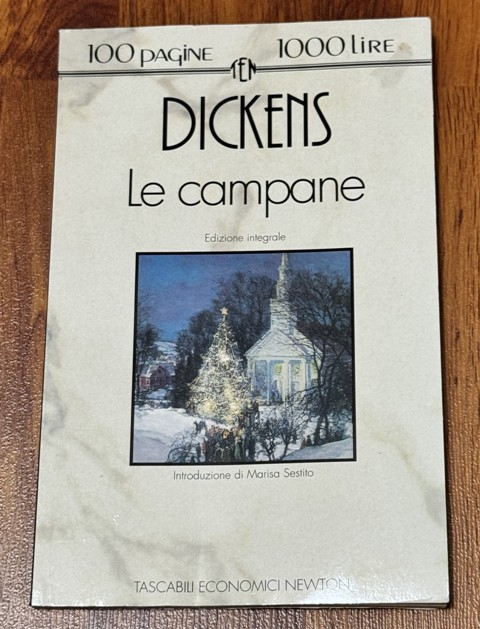 100 PAGINE 1000 LIRE
TEN
DICKENS
Le campane
Edizione integrale
Introduzione di Marisa Sestito
TASCABILI ECONOMICI NEWTON